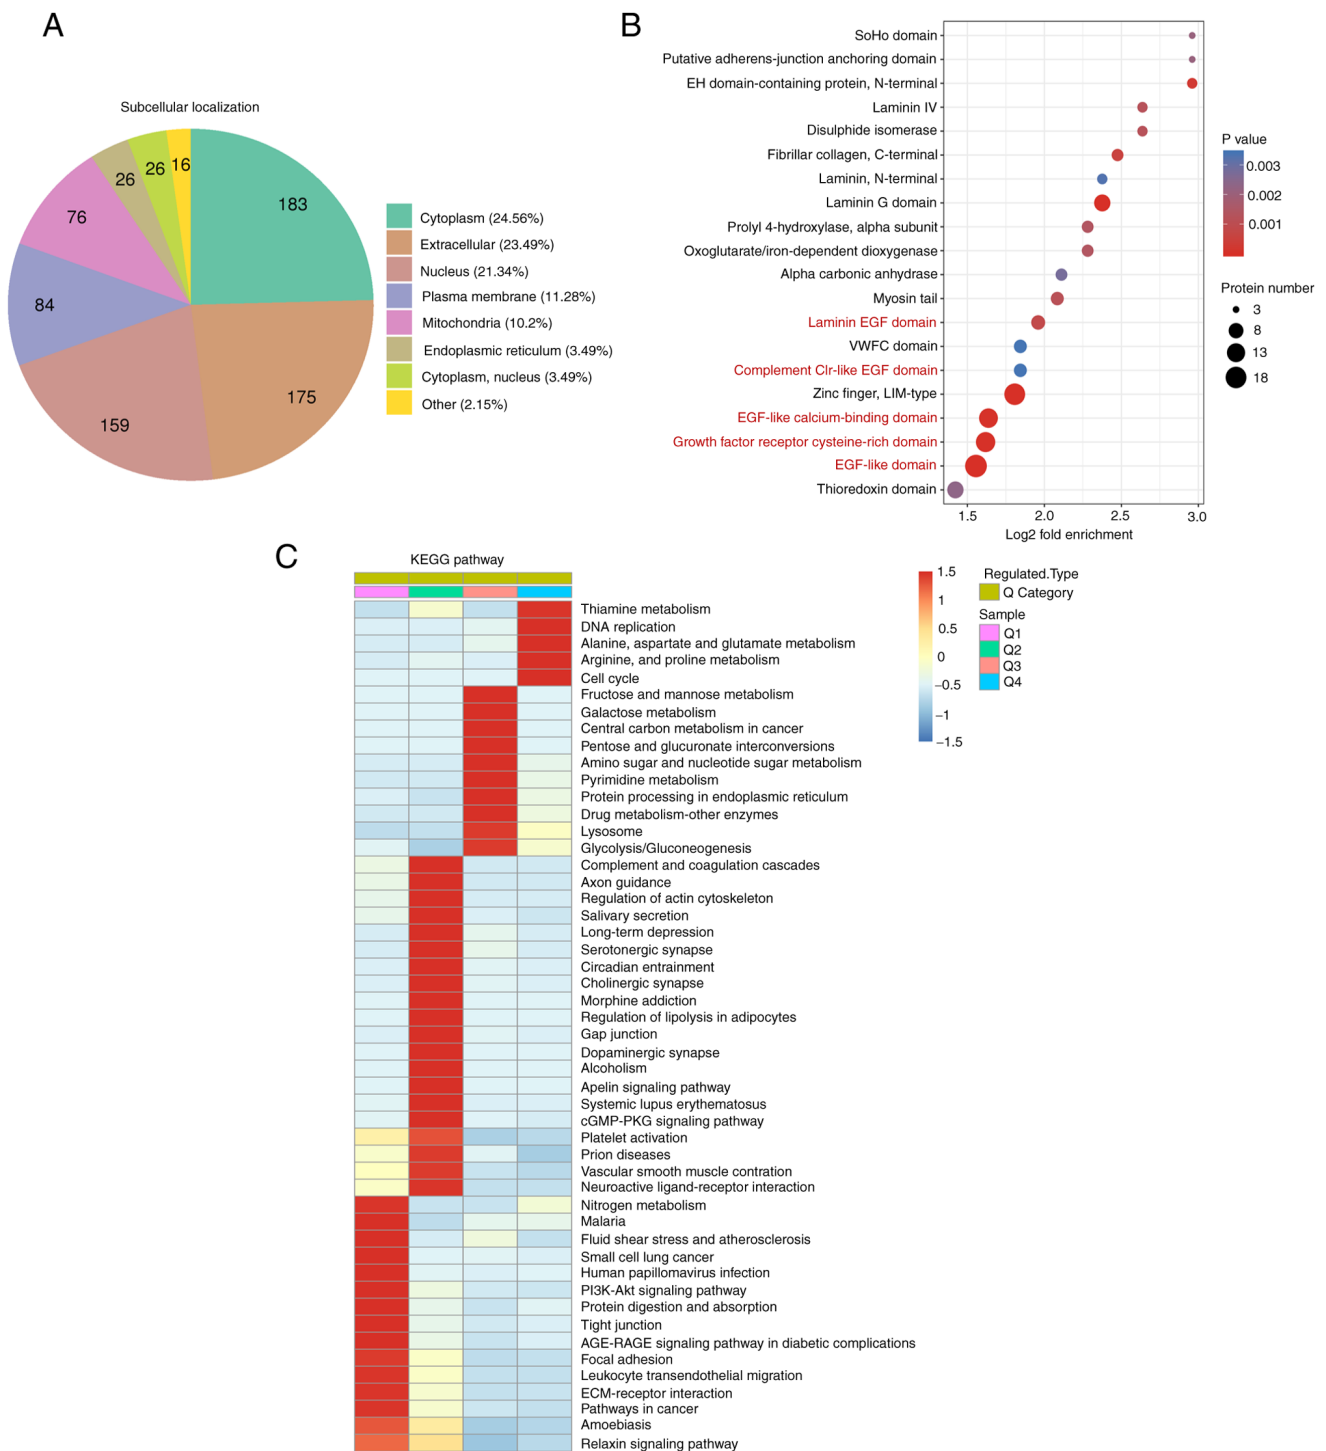 A
Subcellular localization
183
175
159
84
76
26
26
16
Cytoplasm (24.56%)
Extracellular (23.49%)
Nucleus (21.34%)
Plasma membrane (11.28%)
Mitochondria (10.2%)
Endoplasmic reticulum (3.49%)
Cytoplasm, nucleus (3.49%)
Other (2.15%)
B
SoHo domain
Putative adherens-junction anchoring domain
EH domain-containing protein, N-terminal
Laminin IV
Disulphide isomerase
Fibrillar collagen, C-terminal
Laminin, N-terminal
Laminin G domain
Prolyl 4-hydroxylase, alpha subunit
Oxoglutarate/iron-dependent dioxygenase
Alpha carbonic anhydrase
Myosin tail
Laminin EGF domain
VWFC domain
Complement Clr-like EGF domain
Zinc finger, LIM-type
EGF-like calcium-binding domain
Growth factor receptor cysteine-rich domain
EGF-like domain
Thioredoxin domain
1.5 2.0 2.5 3.0
Log2 fold enrichment
P value
0.003
0.002
0.001
Protein number
3
8
13
18
C
KEGG pathway
Thiamine metabolism
DNA replication
Alanine, aspartate and glutamate metabolism
Arginine, and proline metabolism
Cell cycle
Fructose and mannose metabolism
Galactose metabolism
Central carbon metabolism in cancer
Pentose and glucuronate interconversions
Amino sugar and nucleotide sugar metabolism
Pyrimidine metabolism
Protein processing in endoplasmic reticulum
Drug metabolism-other enzymes
Lysosome
Glycolysis/Gluconeogenesis
Complement and coagulation cascades
Axon guidance
Regulation of actin cytoskeleton
Salivary secretion
Long-term depression
Serotonergic synapse
Circadian entrainment
Cholinergic synapse
Morphine addiction
Regulation of lipolysis in adipocytes
Gap junction
Dopaminergic synapse
Alcoholism
Apelin signaling pathway
Systemic lupus erythematosus
cGMP-PKG signaling pathway
Platelet activation
Prion diseases
Vascular smooth muscle contration
Neuroactive ligand-receptor interaction
Nitrogen metabolism
Malaria
Fluid shear stress and atherosclerosis
Small cell lung cancer
Human papillomavirus infection
PI3K-Akt signaling pathway
Protein digestion and absorption
Tight junction
AGE-RAGE signaling pathway in diabetic complications
Focal adhesion
Leukocyte transendothelial migration
ECM-receptor interaction
Pathways in cancer
Amoebiasis
Relaxin signaling pathway
1.5
1
0.5
0
−0.5
−1
−1.5
Regulated.Type
Q Category
Sample
Q1
Q2
Q3
Q4